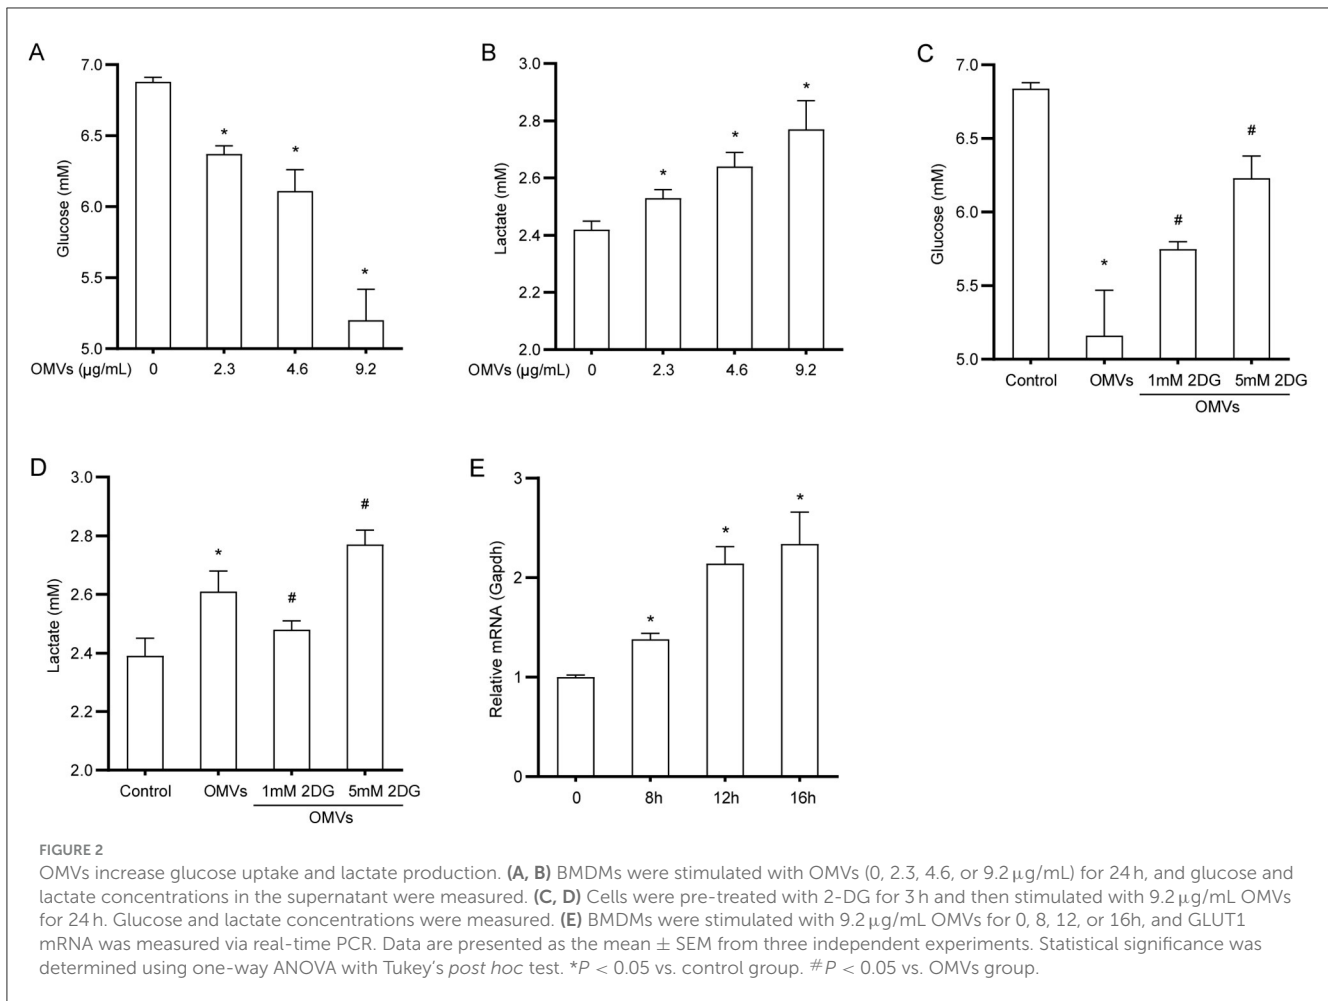 A
7.0
6.5
6.0
5.5
5.0
Glucose (mM)
*
*
*
OMVs (µg/mL) 0 2.3 4.6 9.2
B
3.0
2.8
2.6
2.4
2.2
2.0
Lactate (mM)
*
*
*
OMVs (µg/mL) 0 2.3 4.6 9.2
C
7.0
6.5
6.0
5.5
5.0
Glucose (mM)
*
#
#
Control OMVs 1mM 2DG 5mM 2DG
OMVs
D
3.0
2.8
2.6
2.4
2.2
2.0
Lactate (mM)
*
#
#
Control OMVs 1mM 2DG 5mM 2DG
OMVs
E
3
2
1
0
Relative mRNA (Gapdh)
*
*
*
0 8h 12h 16h
FIGURE 2
OMVs increase glucose uptake and lactate production. (A, B) BMDMs were stimulated with OMVs (0, 2.3, 4.6, or 9.2 µg/mL) for 24 h, and glucose and
lactate concentrations in the supernatant were measured. (C, D) Cells were pre-treated with 2-DG for 3 h and then stimulated with 9.2 µg/mL OMVs
for 24 h. Glucose and lactate concentrations were measured. (E) BMDMs were stimulated with 9.2 µg/mL OMVs for 0, 8, 12, or 16h, and GLUT1
mRNA was measured via real-time PCR. Data are presented as the mean ± SEM from three independent experiments. Statistical significance was
determined using one-way ANOVA with Tukey's post hoc test. *P < 0.05 vs. control group. #P < 0.05 vs. OMVs group.